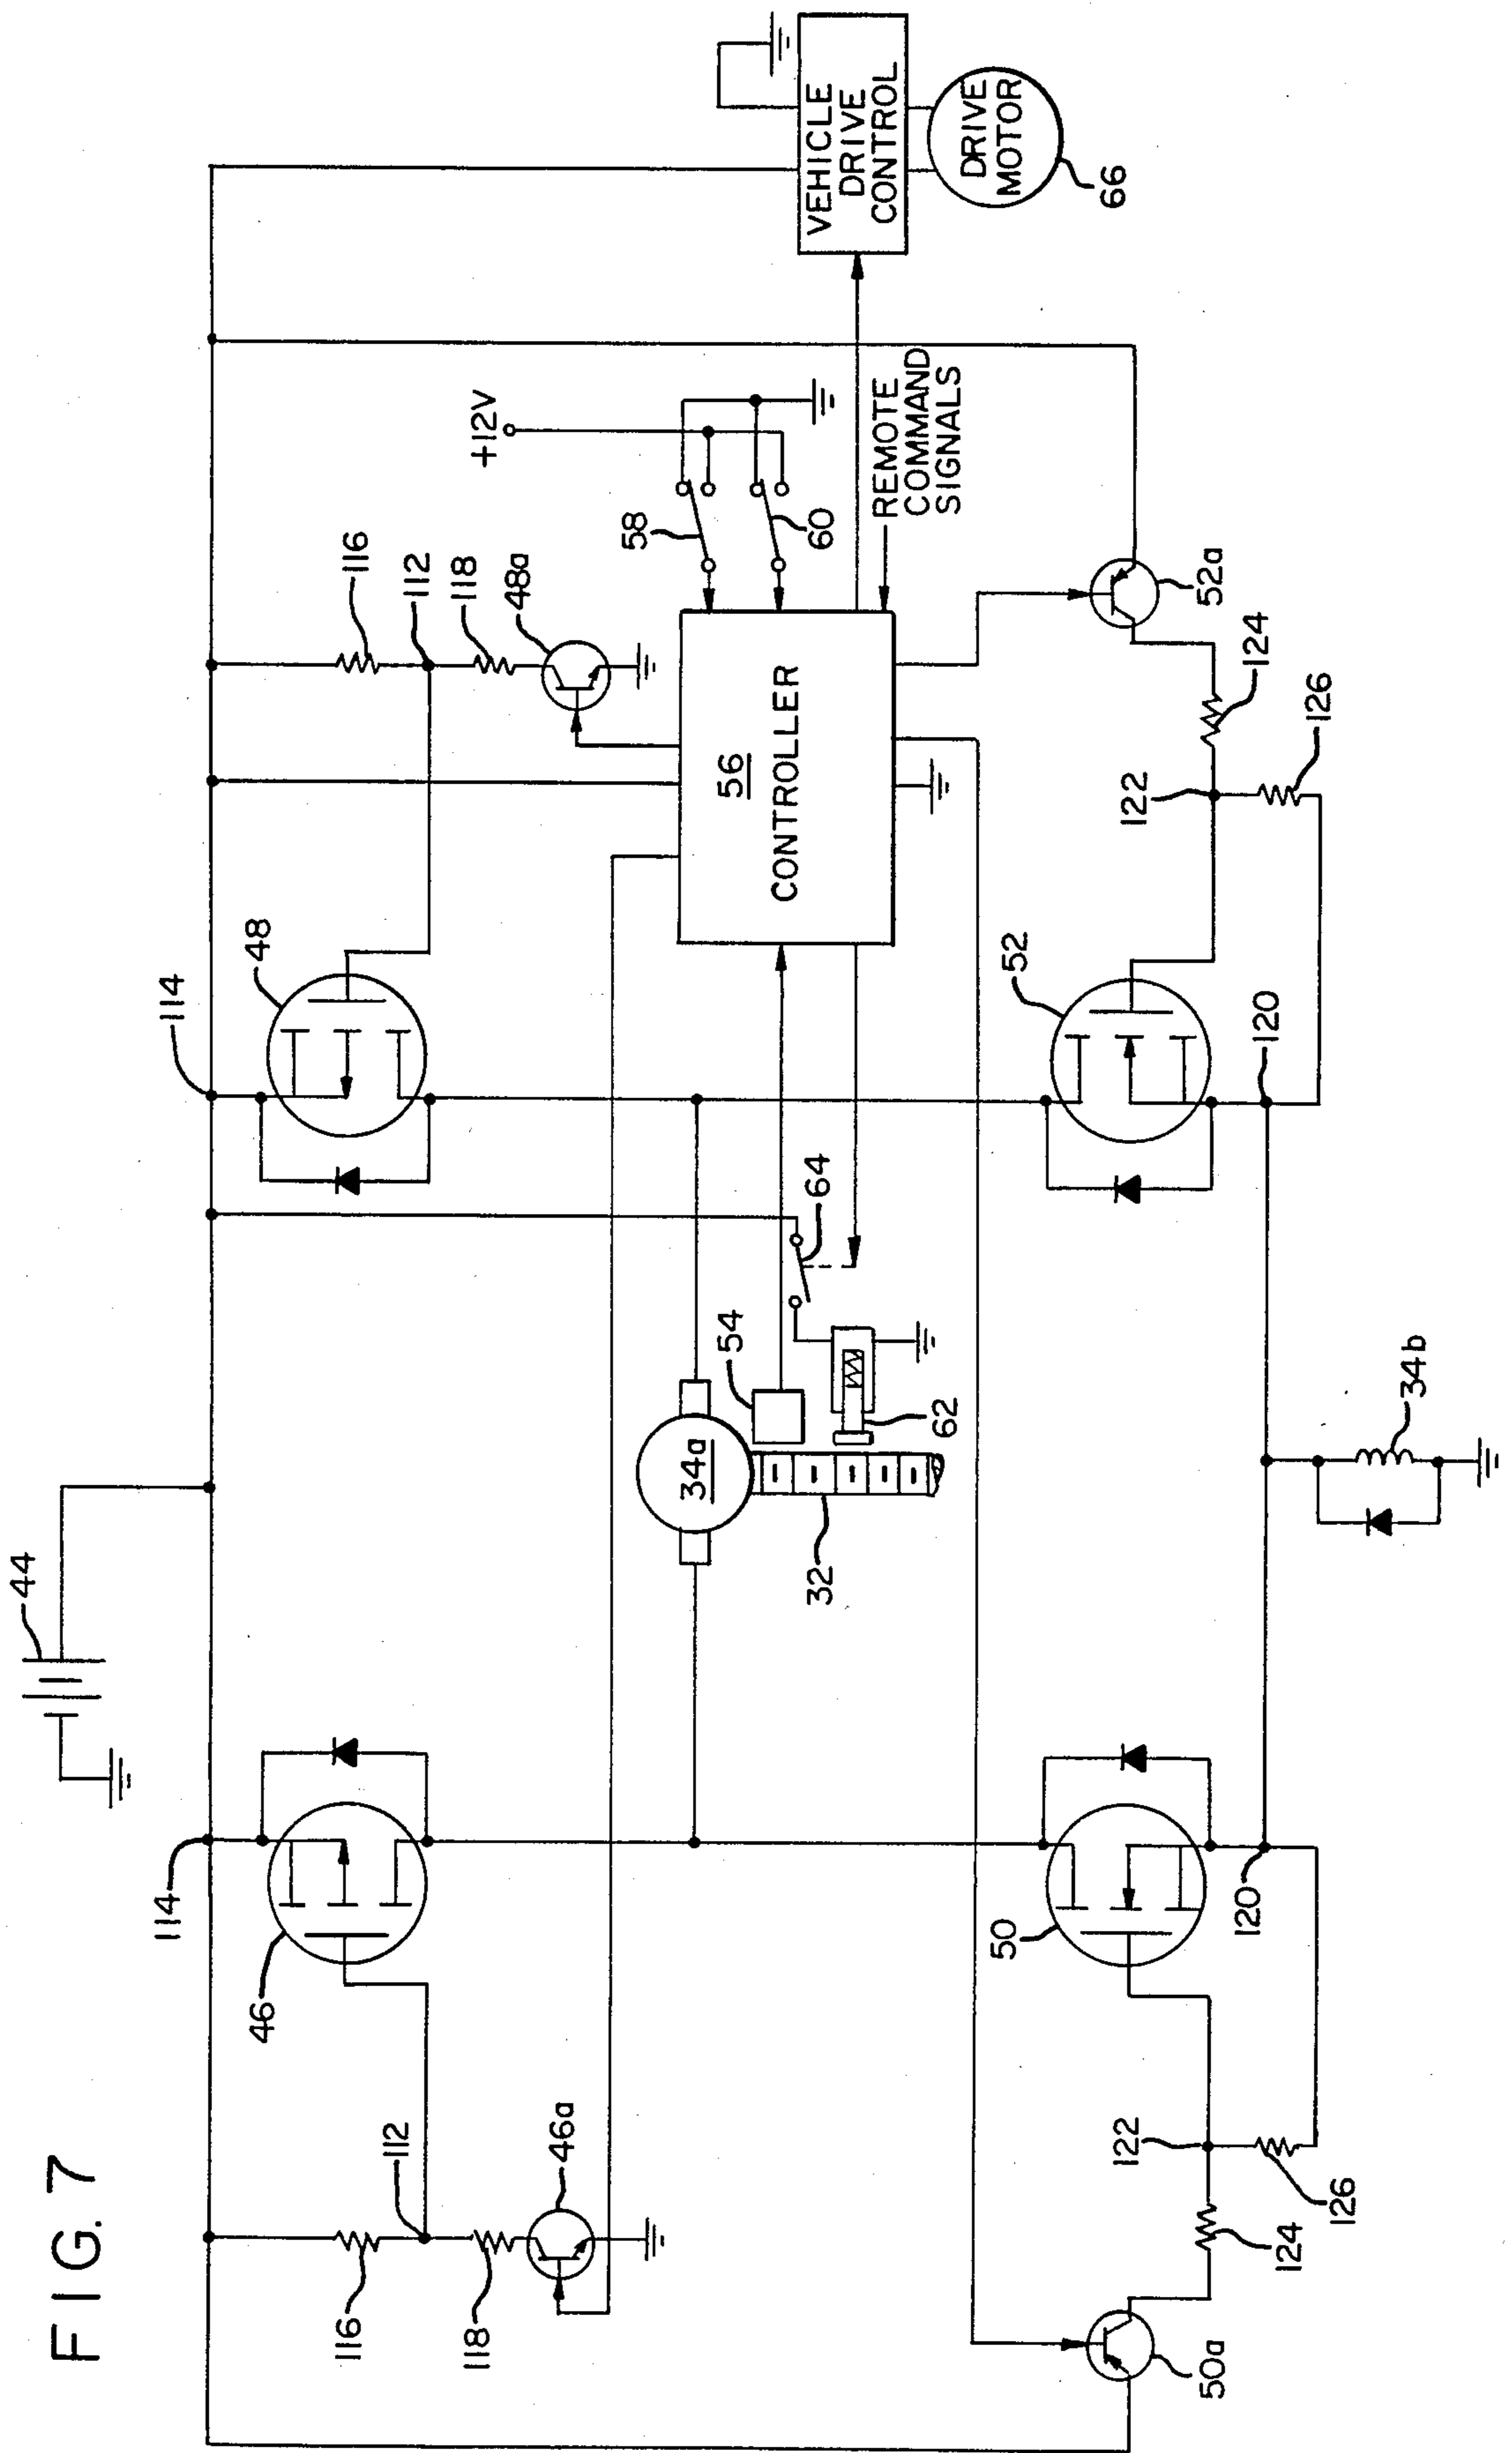 FIG. 7
44
114
46
116
112
118
46a
114
48
116
112
118
48a
+12V
58
60
56
CONTROLLER
REMOTE
COMMAND
SIGNALS
VEHICLE
DRIVE
CONTROL
DRIVE
MOTOR
66
34a
54
64
62
32
50
120
122
124
126
50a
52
120
122
124
126
52a
34b